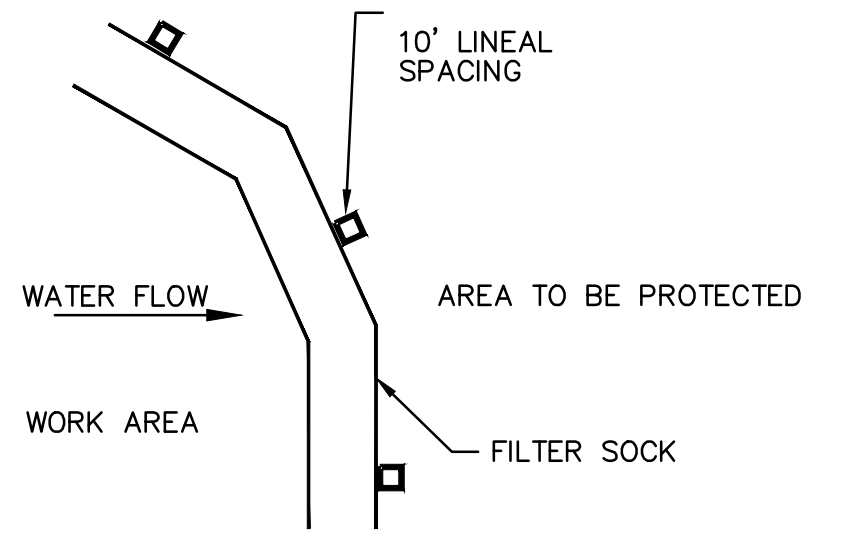 10' LINEAL
SPACING
WATER FLOW
AREA TO BE PROTECTED
WORK AREA
FILTER SOCK